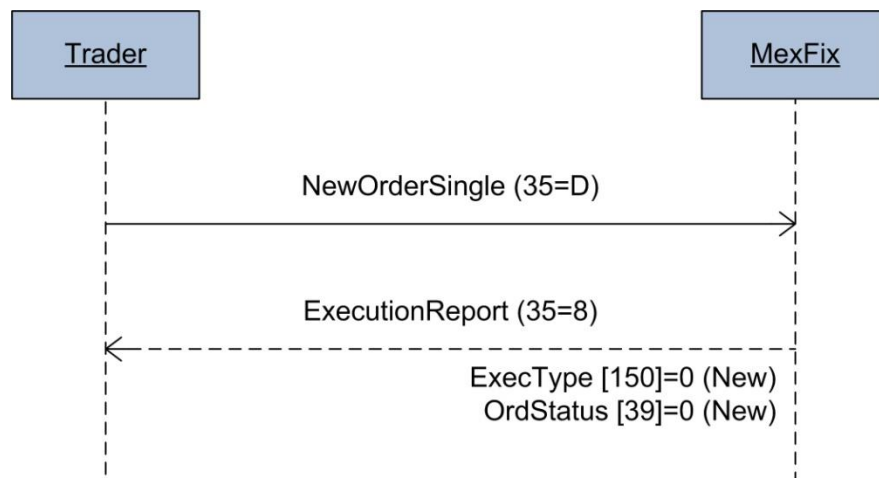 Trader
MexFix
NewOrderSingle (35=D)
ExecutionReport (35=8)
ExecType [150]=0 (New)
OrdStatus [39]=0 (New)